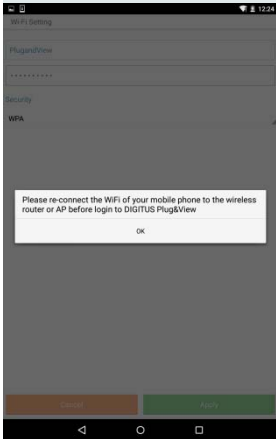 12:24
WiFi Setting
PlugandView
Security
WPA
Please re-connect the WiFi of your mobile phone to the wireless
router or AP before login to DIGITUS Plug&View
OK
Cancel
Apply